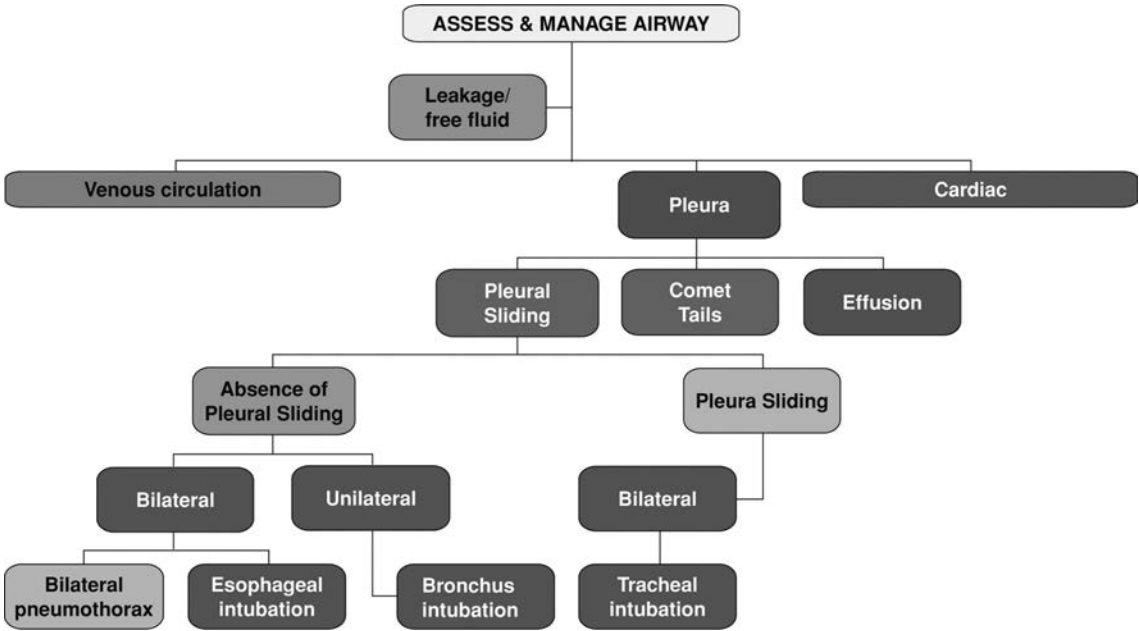 ASSESS & MANAGE AIRWAY
Leakage/
free fluid
Venous circulation
Pleura
Cardiac
Pleural
Sliding
Comet
Tails
Effusion
Absence of
Pleural Sliding
Pleura Sliding
Bilateral
Unilateral
Bilateral
Bilateral
pneumothorax
Esophageal
intubation
Bronchus
intubation
Tracheal
intubation